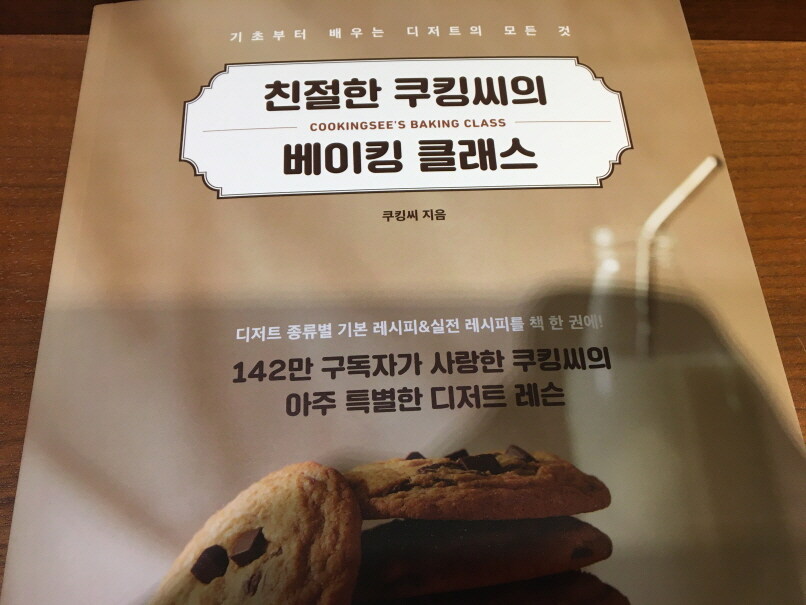 기초부터 배우는 디저트의 모든 것
친절한 쿠킹씨의
COOKINGSEE'S BAKING CLASS
베이킹 클래스
쿠킹씨 지음
디저트 종류별 기본 레시피&실전 레시피를 책 한 권에!
142만 구독자가 사랑한 쿠킹씨의
아주 특별한 디저트 레슨